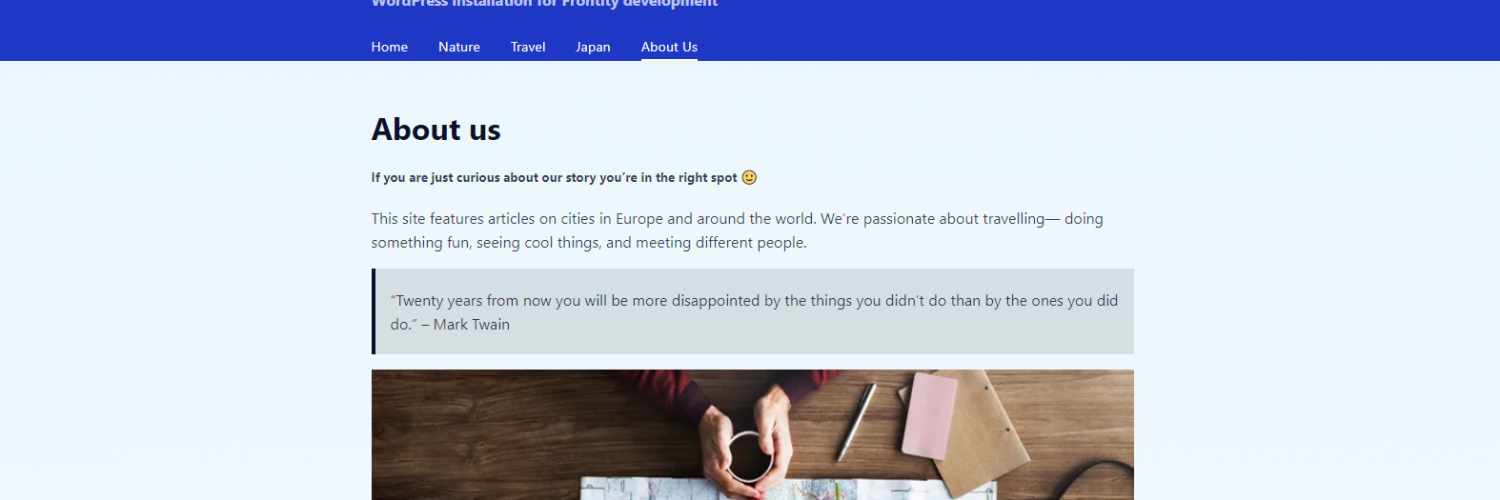 WordPress installation for Frontity development
Home Nature Travel Japan About Us
About us
If you are just curious about our story you’re in the right spot 🙂
This site features articles on cities in Europe and around the world. We’re passionate about travelling— doing
something fun, seeing cool things, and meeting different people.
“Twenty years from now you will be more disappointed by the things you didn’t do than by the ones you did
do.” – Mark Twain